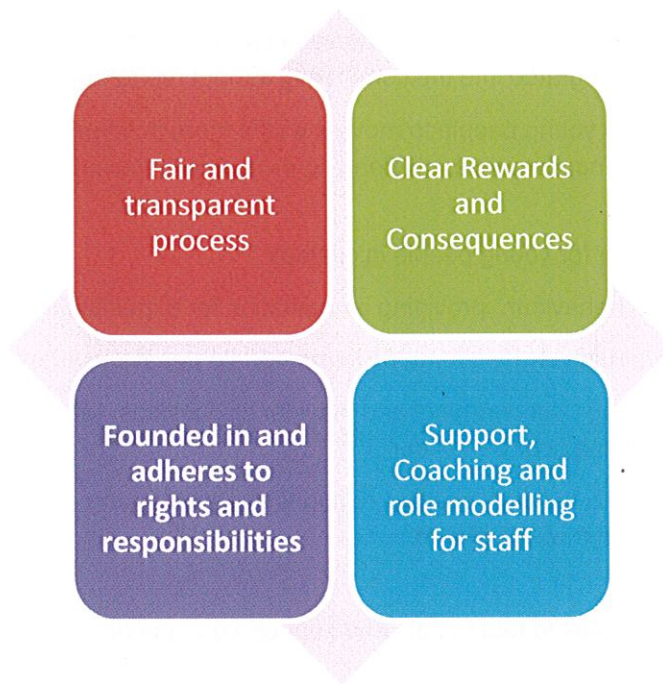 Fair and
transparent
process
Clear Rewards
and
Consequences
Founded in and
adheres to
rights and
responsibilities
Support,
Coaching and
role modelling
for staff